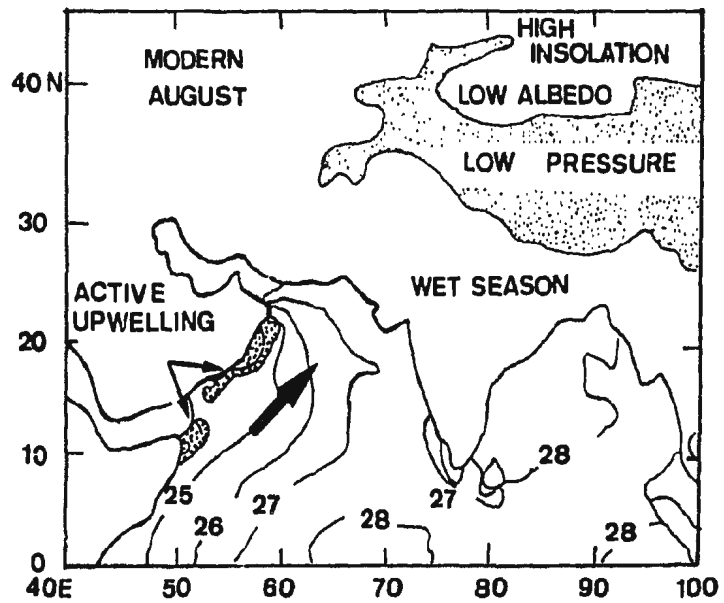 MODERN
AUGUST
HIGH
INSOLATION
LOW ALBEDO
LOW PRESSURE
WET SEASON
ACTIVE
UPWELLING
40 N
30
20
10
0
25
26
27
28
27
28
28
40E 50 60 70 80 90 100